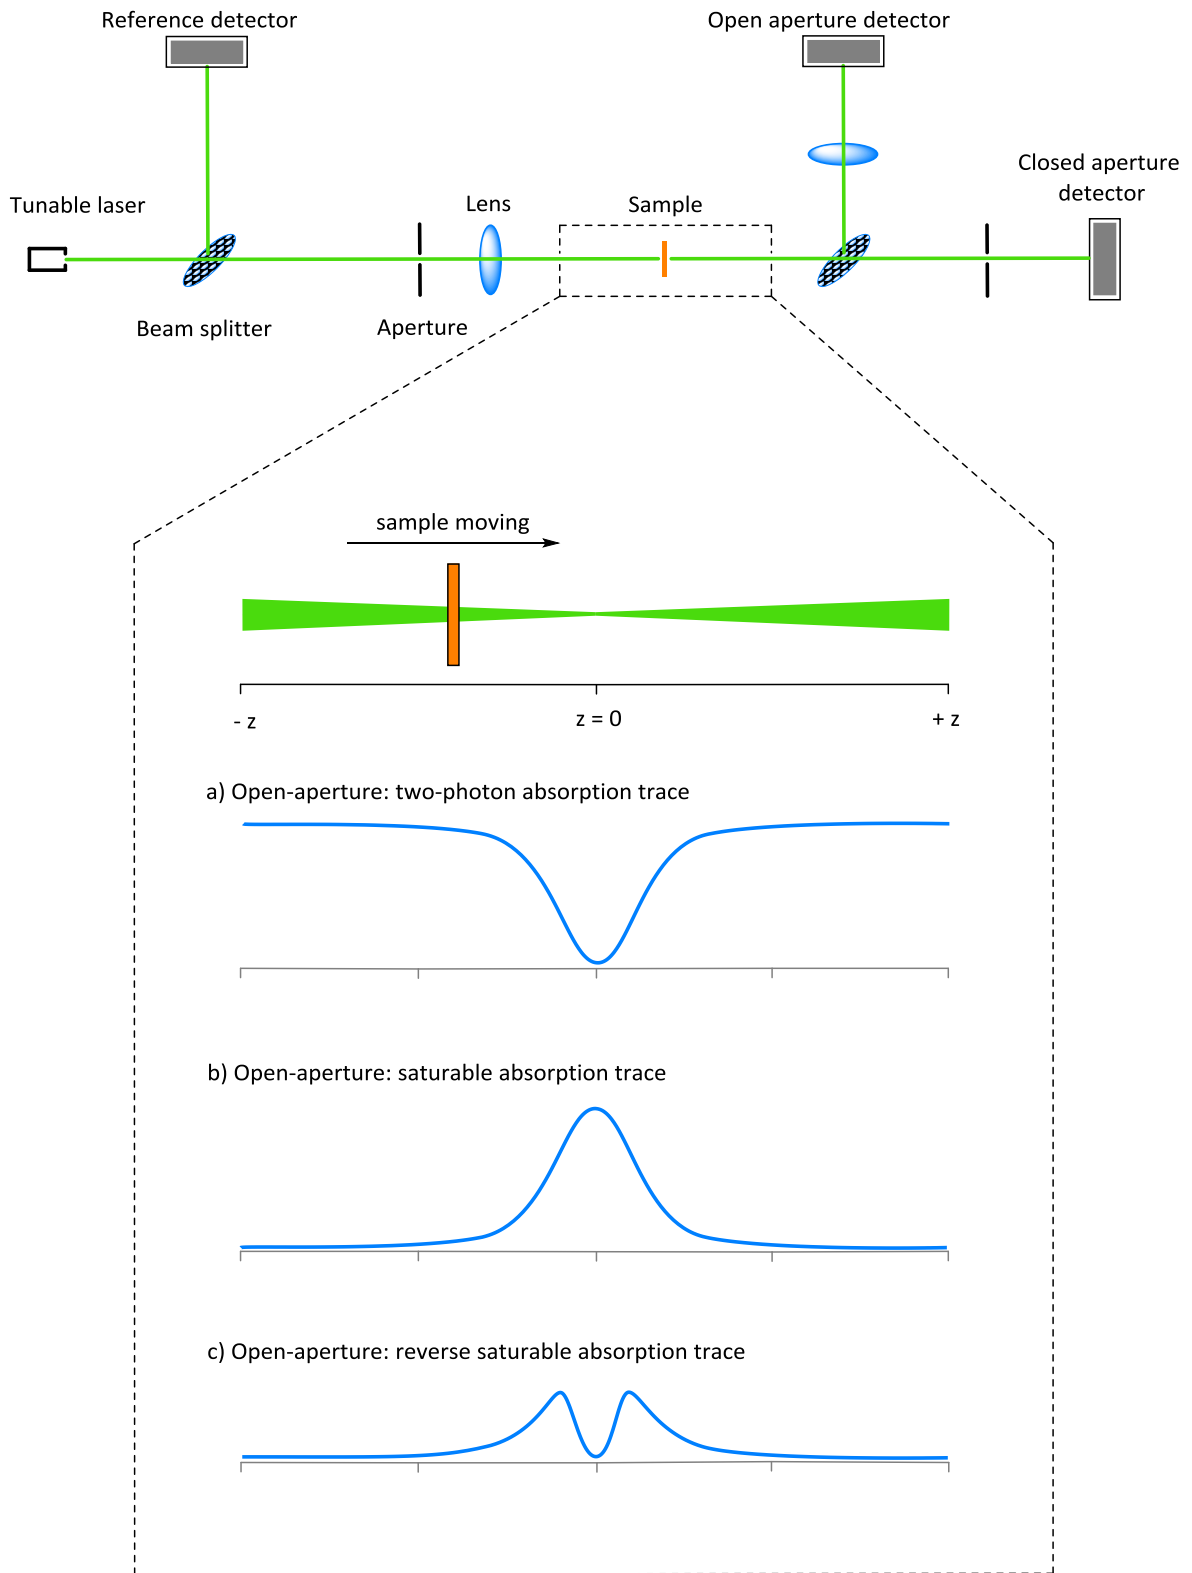 Reference detector
Open aperture detector
Closed aperture
detector
Tunable laser
Lens
Sample
Beam splitter
Aperture
sample moving
- z
z = 0
+ z
a) Open-aperture: two-photon absorption trace
b) Open-aperture: saturable absorption trace
c) Open-aperture: reverse saturable absorption trace